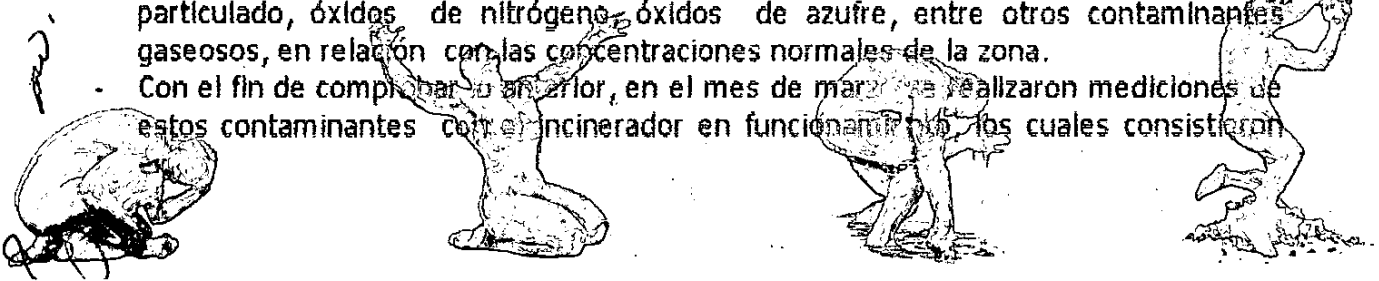 particulado, óxidos de nitrógeno, óxidos de azufre, entre otros contaminantes
gaseosos, en relación con las concentraciones normales de la zona.
- Con el fin de comprobar lo anterior, en el mes de marzo se realizaron mediciones de
estos contaminantes con el incinerador en funcionamiento, los cuales consistieron